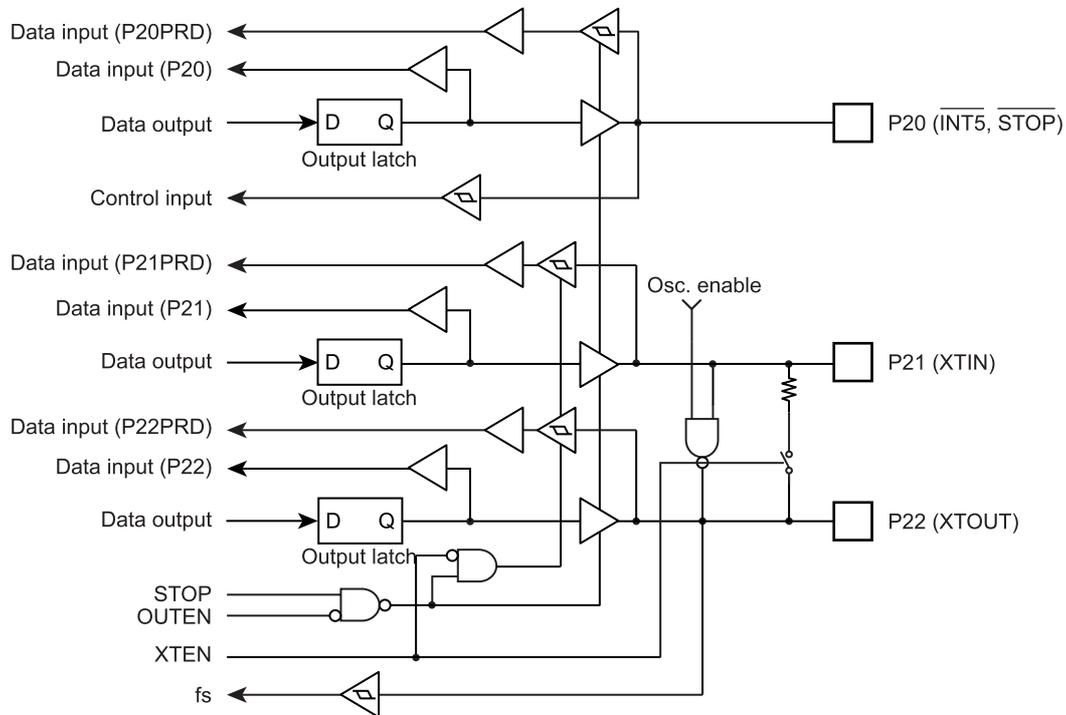 Data input (P20PRD)
Data input (P20)
Data output
D Q
Output latch
P20 (INT5, STOP)
Control input
Data input (P21PRD)
Osc. enable
Data input (P21)
Data output
D Q
P21 (XTIN)
Output latch
Data input (P22PRD)
Data input (P22)
Data output
D Q
P22 (XTOUT)
Output latch
STOP
OUTEN
XTEN
fs